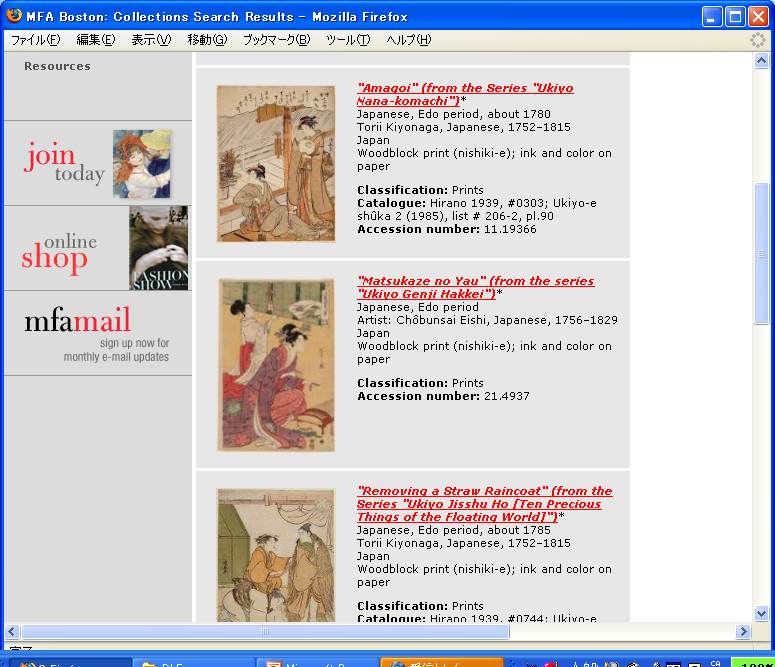 MFA Boston: Collections Search Results - Mozilla Firefox
ファイル(F) 編集(E) 表示(V) 移動(G) ブックマーク(B) ツール(T) ヘルプ(H)
Resources
join
today
online
shop
FASHION
SHOW
mfamail
sign up now for
monthly e-mail updates
"Amagoi" (from the Series "Ukiyo
Nana-komachi")*
Japanese, Edo period, about 1780
Torii Kiyonaga, Japanese, 1752–1815
Japan
Woodblock print (nishiki-e); ink and color on
paper
Classification: Prints
Catalogue: Hirano 1939, #0303; Ukiyo-e
shûka 2 (1985), list # 206-2, pl.90
Accession number: 11.19366
"Matsukaze no Yau" (from the series
"Ukiyo Genji Hakkei")*
Japanese, Edo period
Artist: Chôbunsai Eishi, Japanese, 1756–1829
Japan
Woodblock print (nishiki-e); ink and color on
paper
Classification: Prints
Accession number: 21.4937
"Removing a Straw Raincoat" (from the
Series "Ukiyo Jisshu Ho [Ten Precious
Things of the Floating World]")*
Japanese, Edo period, about 1785
Torii Kiyonaga, Japanese, 1752–1815
Japan
Woodblock print (nishiki-e); ink and color on
paper
Classification: Prints
Catalogue: Hirano 1939, #0744; Ukiyo-e